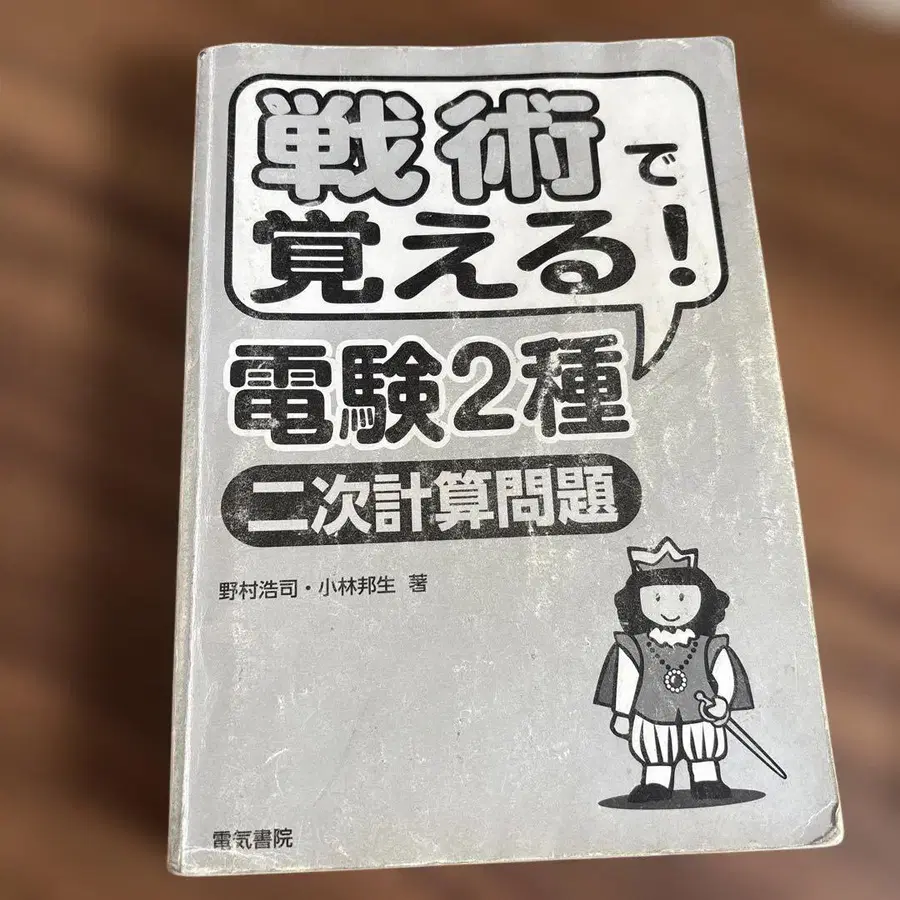 戦術で
覚える!
電験2種
二次計算問題
野村浩司・小林邦生 著
電気書院